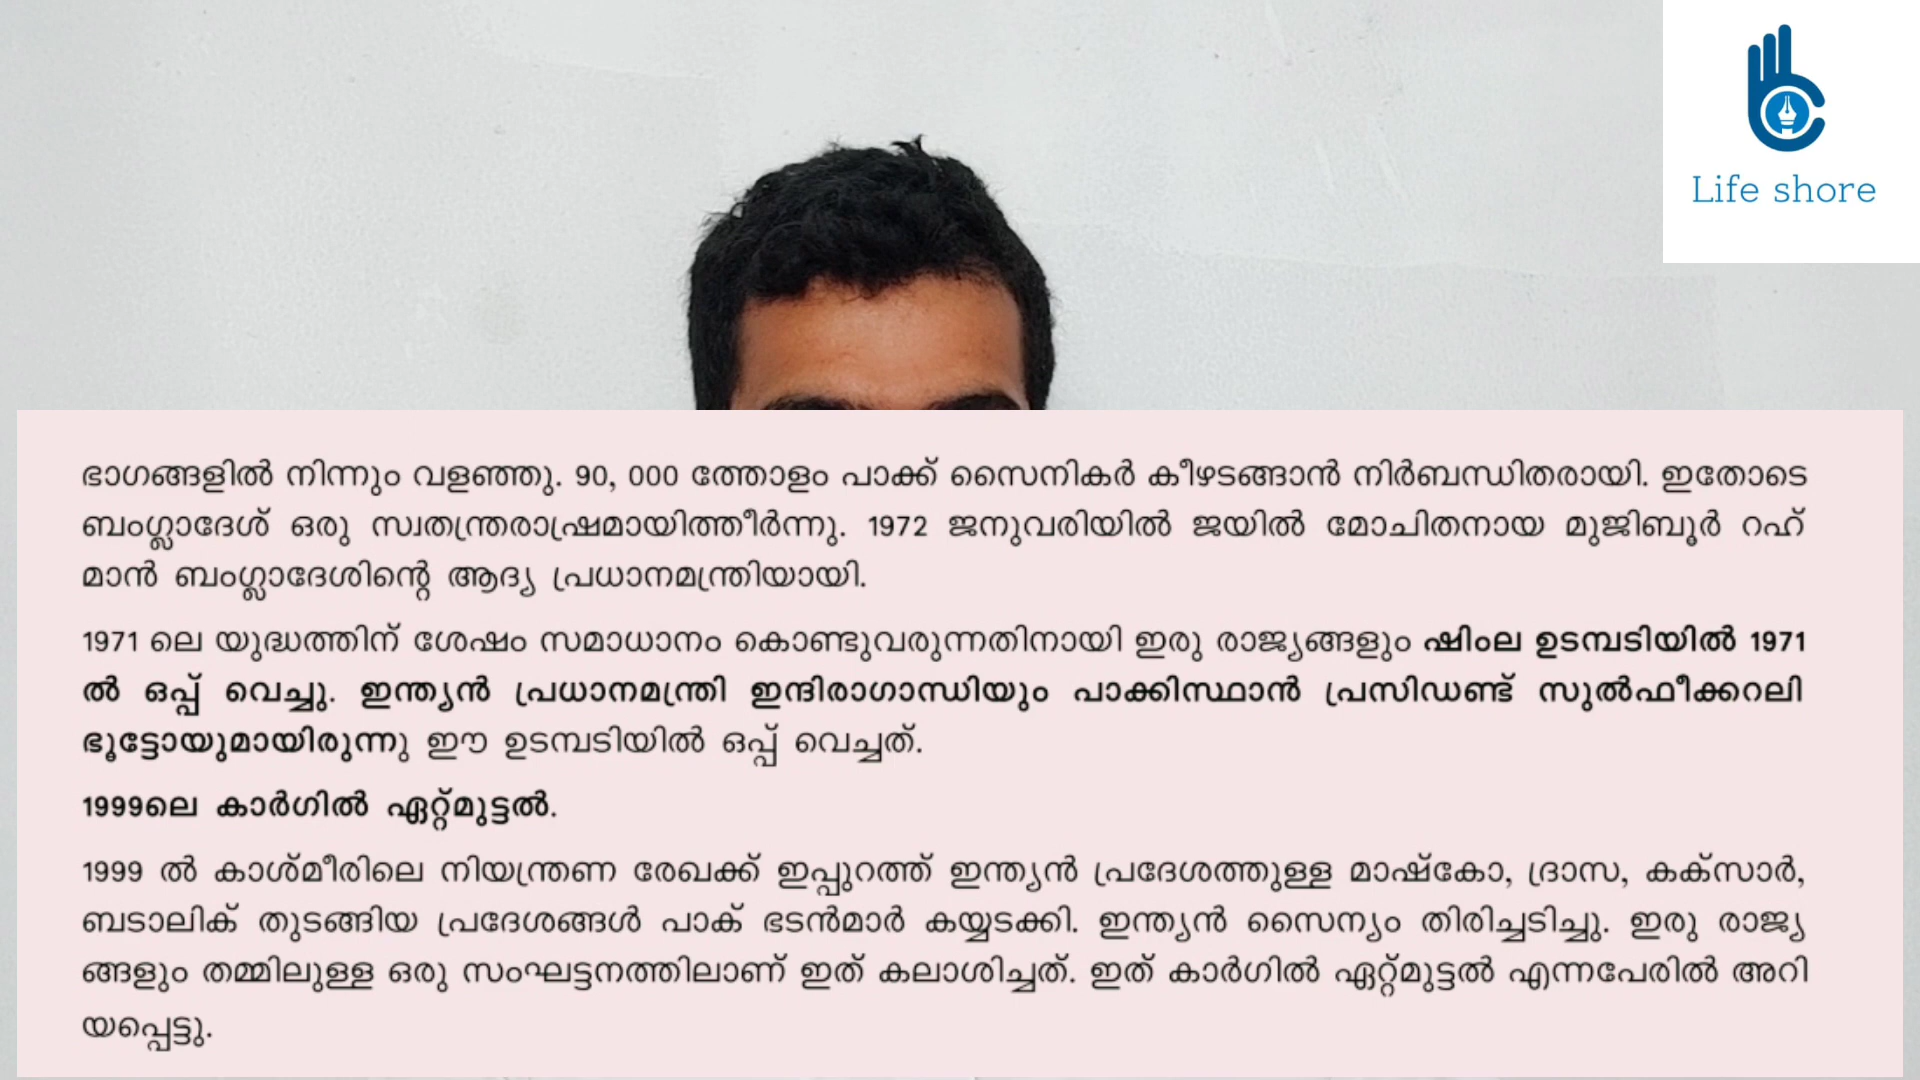 Life shore
ഭാഗങ്ങളിൽ നിന്നും വളഞ്ഞു. 90, 000 ത്തോളം പാക്ക് സൈനികർ കീഴടങ്ങാൻ നിർബന്ധിതരായി. ഇതോടെ
ബംഗ്ലാദേശ് ഒരു സ്വതന്ത്രരാഷ്ട്രമായിത്തീർന്നു. 1972 ജനുവരിയിൽ ജയിൽ മോചിതനായ മുജിബൂർ റഹ്
മാൻ ബംഗ്ലാദേശിന്റെ ആദ്യ പ്രധാനമന്ത്രിയായി.
1971 ലെ യുദ്ധത്തിന് ശേഷം സമാധാനം കൊണ്ടുവരുന്നതിനായി ഇരു രാജ്യങ്ങളും ഷിംല ഉടമ്പടിയിൽ 1971
ൽ ഒപ്പ് വെച്ചു. ഇന്ത്യൻ പ്രധാനമന്ത്രി ഇന്ദിരാഗാന്ധിയും പാക്കിസ്ഥാൻ പ്രസിഡണ്ട് സുൽഫീക്കറലി
ഭൂട്ടോയുമായിരുന്നു ഈ ഉടമ്പടിയിൽ ഒപ്പ് വെച്ചത്.
1999ലെ കാർഗിൽ ഏറ്റ്മുട്ടൽ.
1999 ൽ കാശ്മീരിലെ നിയന്ത്രണ രേഖക്ക് ഇപ്പുറത്ത് ഇന്ത്യൻ പ്രദേശത്തുള്ള മാഷ്കോ, ദ്രാസ, കക്സാർ,
ബടാലിക് തുടങ്ങിയ പ്രദേശങ്ങൾ പാക് ഭടൻമാർ കയ്യടക്കി. ഇന്ത്യൻ സൈന്യം തിരിച്ചടിച്ചു. ഇരു രാജ്യ
ങ്ങളും തമ്മിലുള്ള ഒരു സംഘട്ടനത്തിലാണ് ഇത് കലാശിച്ചത്. ഇത് കാർഗിൽ ഏറ്റ്മുട്ടൽ എന്നപേരിൽ അറി
യപ്പെട്ടു.